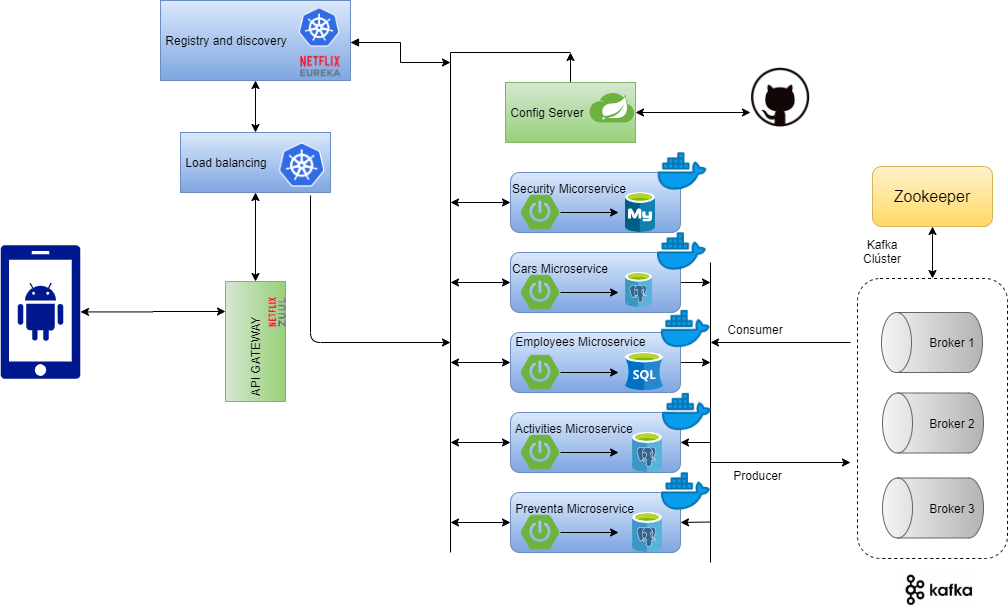 Registry and discovery
NETFLIX
EUREKA
Load balancing
API GATEWAY
NETFLIX
ZUUL
Config Server
Security Micorservice
My
Cars Microservice
Employees Microservice
SQL
Activities Microservice
Preventa Microservice
Consumer
Producer
Zookeeper
Kafka
Clúster
Broker 1
Broker 2
Broker 3
kafka